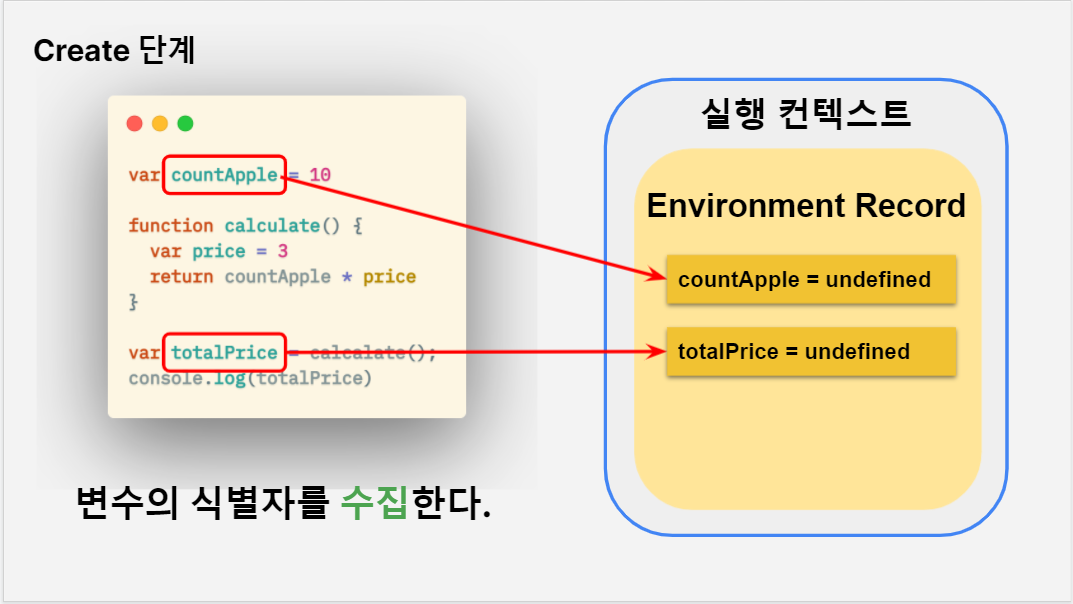 Create 단계
실행 컨텍스트
var countApple = 10
Environment Record
function calculate() {
var price = 3
return countApple * price
}
countApple = undefined
var totalPrice = calcalate();
console.log(totalPrice)
totalPrice = undefined
변수의 식별자를 수집한다.